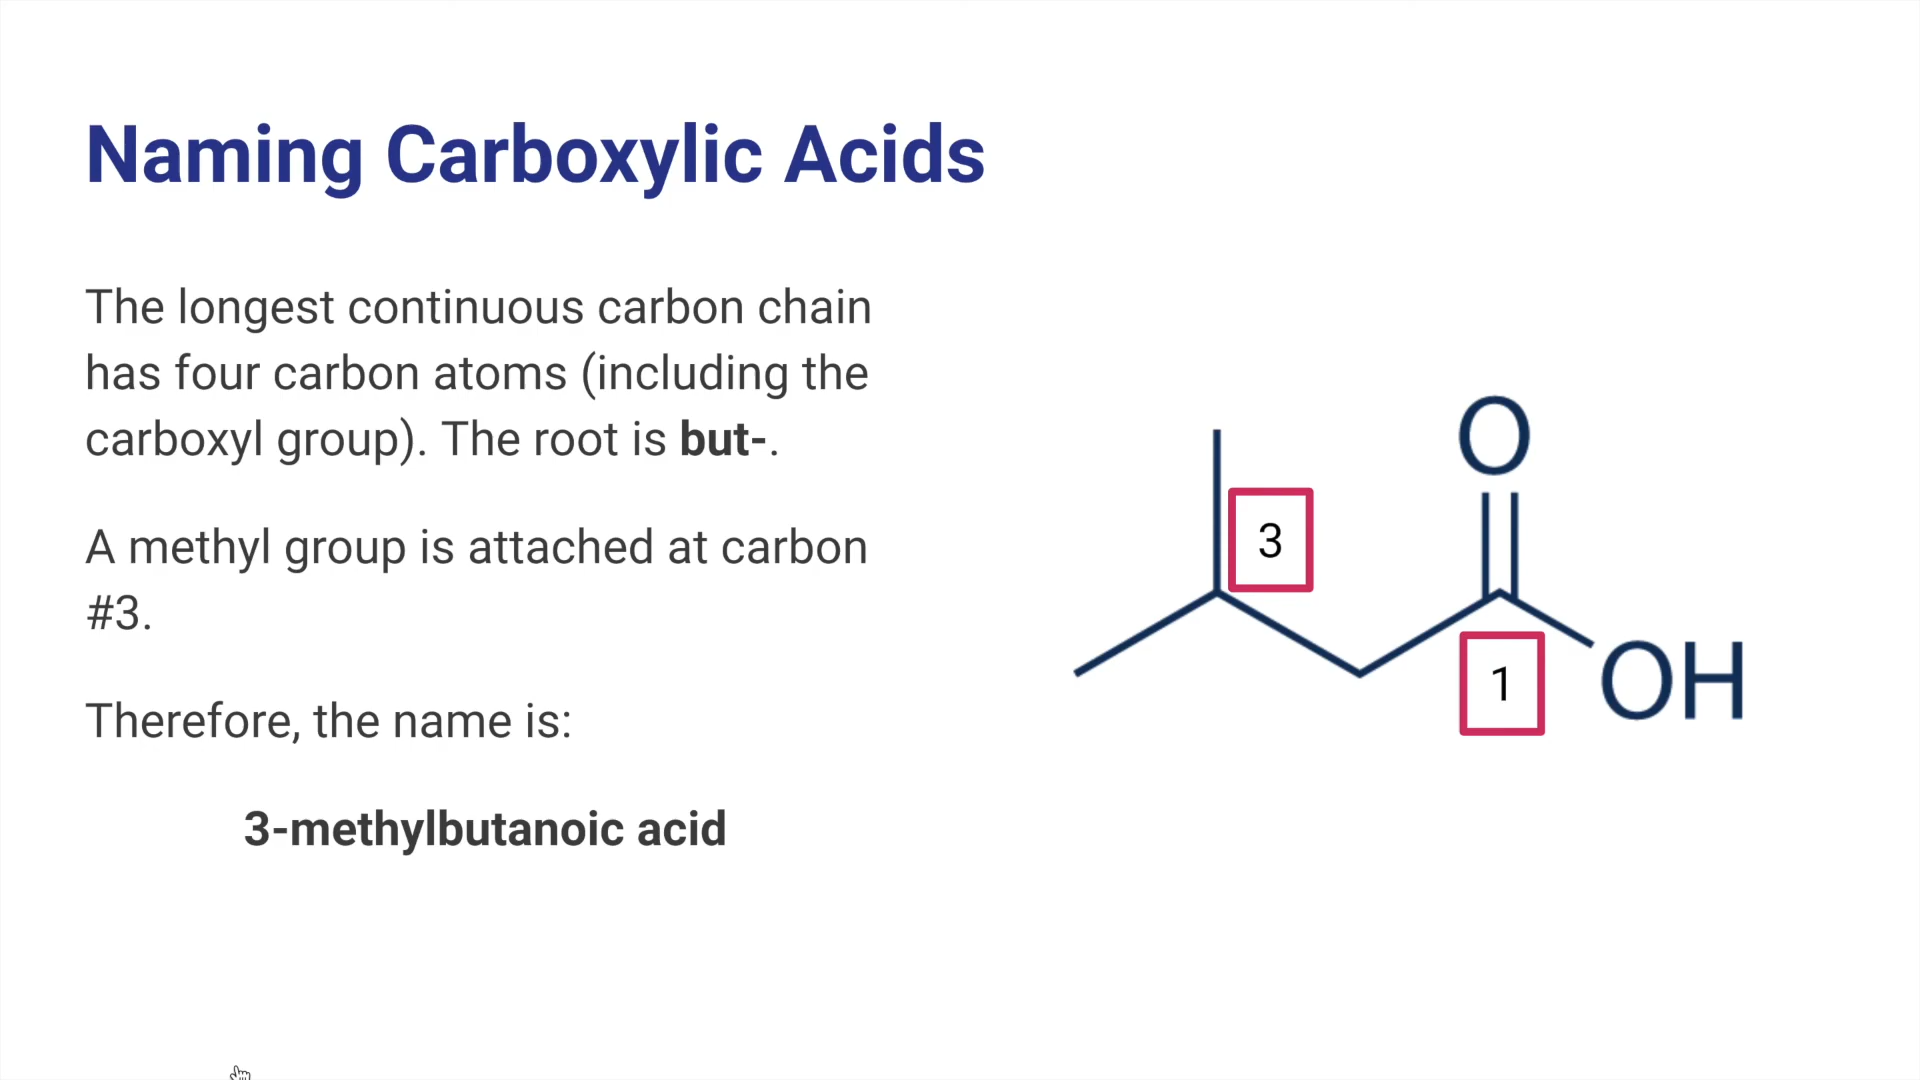 Naming Carboxylic Acids
The longest continuous carbon chain
has four carbon atoms (including the
carboxyl group). The root is but-.
A methyl group is attached at carbon
#3.
Therefore, the name is:
3-methylbutanoic acid
O
3
1
OH